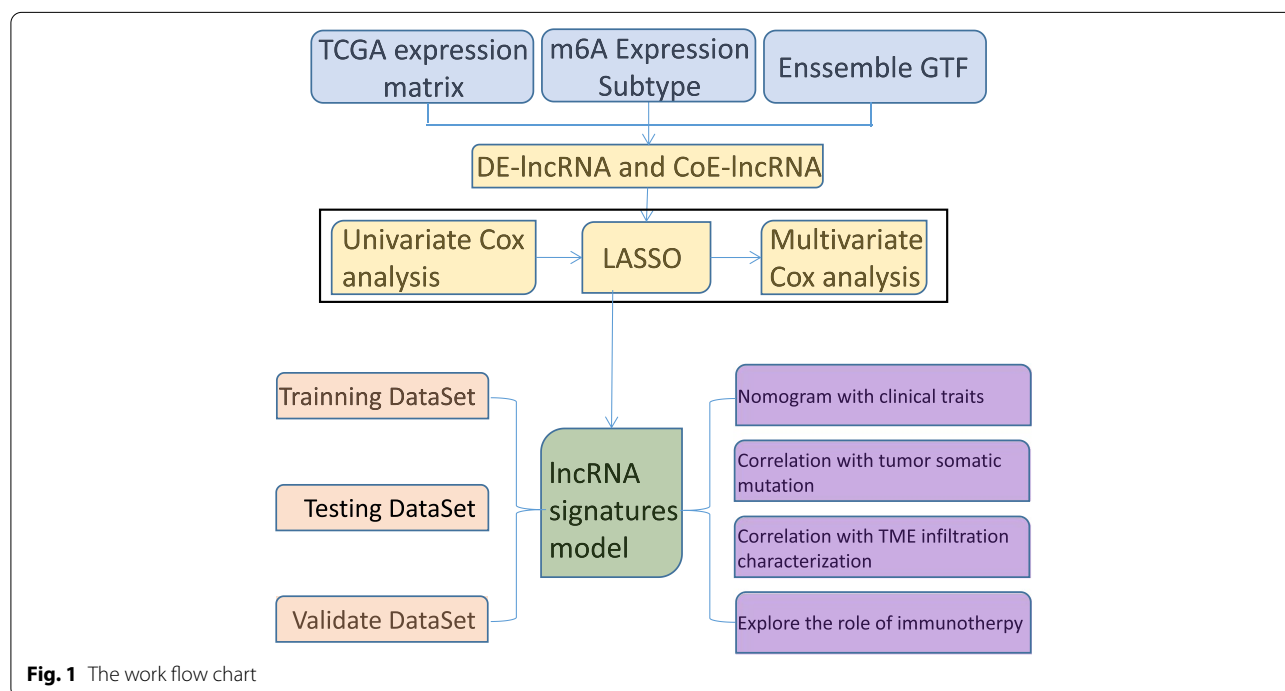 TCGA expression
matrix
m6A Expression
Subtype
Enssemble GTF
DE-lncRNA and CoE-lncRNA
Univariate Cox
analysis
LASSO
Multivariate
Cox analysis
Trainning DataSet
Testing DataSet
Validate DataSet
lncRNA
signatures
model
Nomogram with clinical traits
Correlation with tumor somatic
mutation
Correlation with TME infiltration
characterization
Explore the role of immunotherpy
Fig. 1 The work flow chart